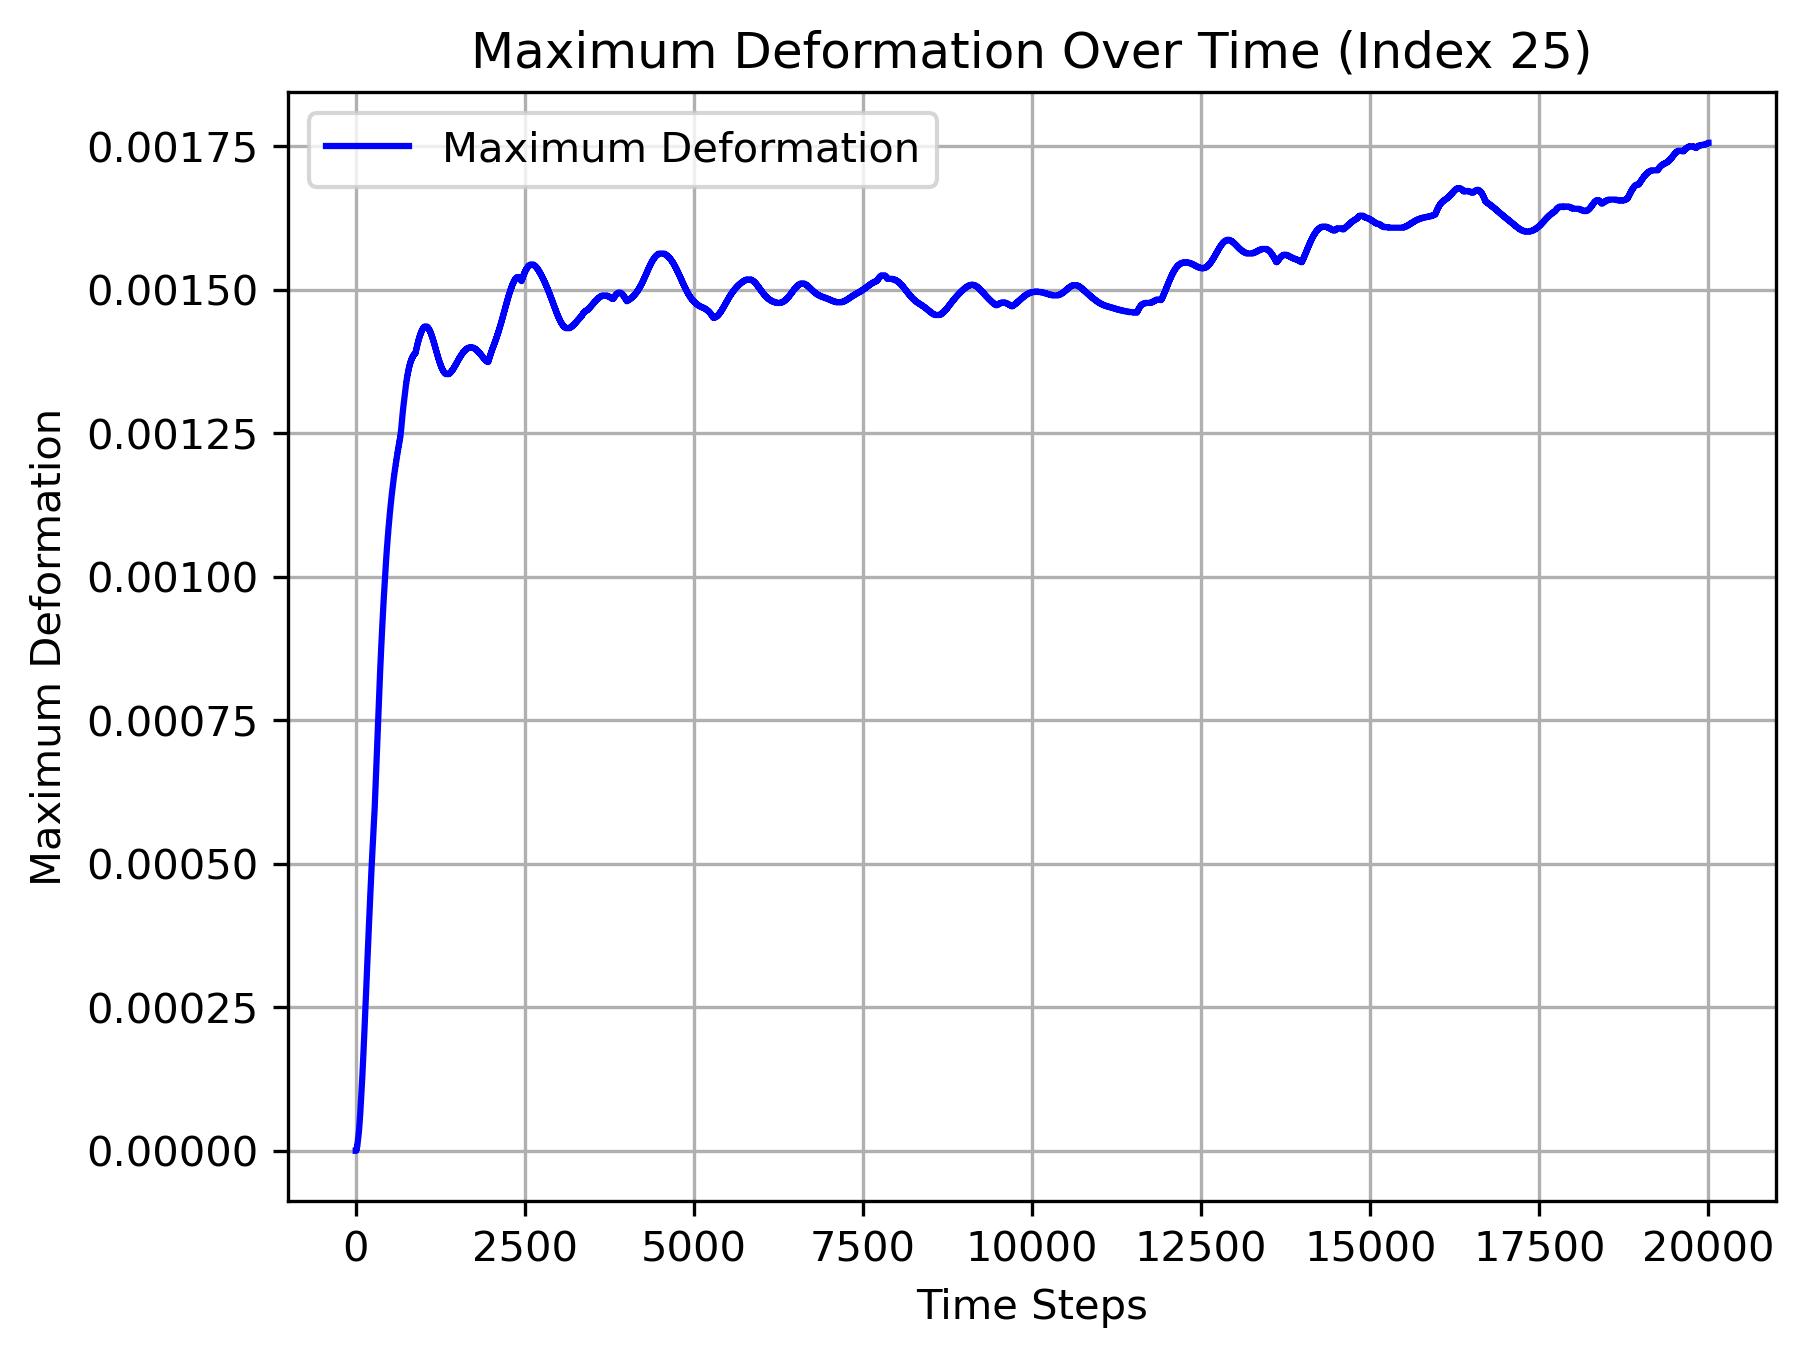 Maximum Deformation Over Time (Index 25)
Maximum Deformation
0.00175
0.00150
0.00125
0.00100
0.00075
0.00050
0.00025
0.00000
Maximum Deformation
0 2500 5000 7500 10000 12500 15000 17500 20000
Time Steps